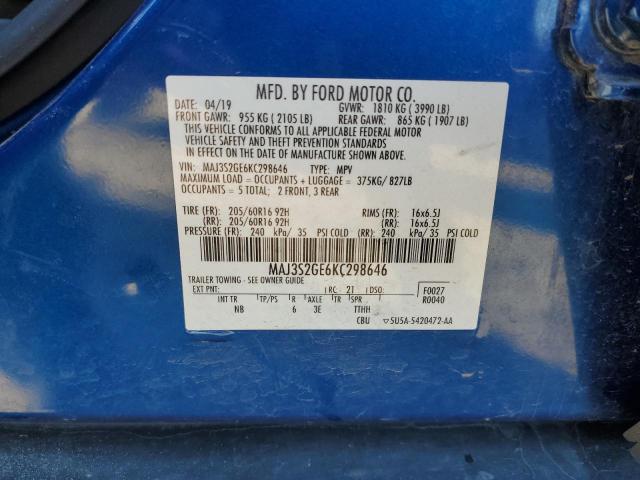 MFD. BY FORD MOTOR CO.
DATE: 04/19 GVWR: 1810 KG ( 3990 LB)
FRONT GAWR: 955 KG ( 2105 LB) REAR GAWR: 865 KG ( 1907 LB)
THIS VEHICLE CONFORMS TO ALL APPLICABLE FEDERAL MOTOR
VEHICLE SAFETY AND THEFT PREVENTION STANDARDS
IN EFFECT ON THE DATE OF MANUFACTURE SHOWN ABOVE.
VIN: MAJ3S2GE6KC298646 TYPE: MPV
MAXIMUM LOAD = OCCUPANTS + LUGGAGE = 375KG/ 827LB
OCCUPANTS = 5 TOTAL; 2 FRONT, 3 REAR
TIRE (FR): 205/60R16 92H RIMS (FR): 16x6.5J
(RR): 205/60R16 92H (RR): 16x6.5J
PRESSURE (FR): 240 kPa/ 35 PSI COLD (RR): 240 kPa/ 35 PSI COLD
MAJ3S2GE6KC298646
TRAILER TOWING - SEE OWNER GUIDE
EXT PNT: RC: 21 DSO: F0027
R0040
INT TR TP/PS R AXLE TR SPR
NB 6 3E TTHH
CBU ▽5U5A-5420472-AA